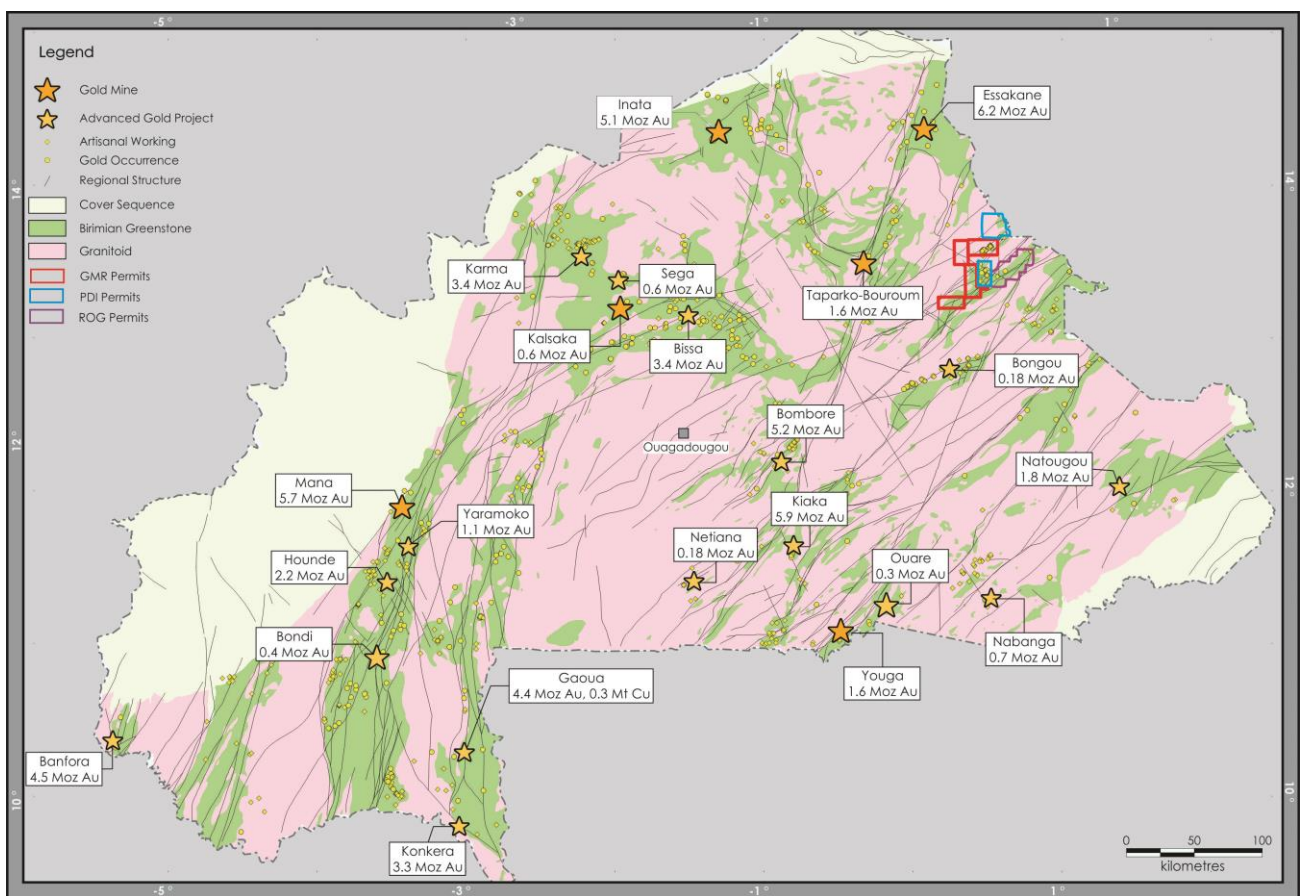 -5°
-3°
-1°
1°
Legend
Gold Mine
Advanced Gold Project
Artisanal Working
Gold Occurrence
Regional Structure
Cover Sequence
Birimian Greenstone
Granitoid
GMR Permits
PDI Permits
ROG Permits
Inata
5.1 Moz Au
Essakane
6.2 Moz Au
14°
14°
Karma
3.4 Moz Au
Sega
0.6 Moz Au
Taparko-Bouroum
1.6 Moz Au
Kalsaka
0.6 Moz Au
Bissa
3.4 Moz Au
Bongou
0.18 Moz Au
Bombore
5.2 Moz Au
12°
Ouagadougou
12°
Natougou
1.8 Moz Au
Mana
5.7 Moz Au
Yaramoko
1.1 Moz Au
Kiaka
5.9 Moz Au
Netiana
0.18 Moz Au
Hounde
2.2 Moz Au
Ouare
0.3 Moz Au
Bondi
0.4 Moz Au
Nabanga
0.7 Moz Au
Gaoua
4.4 Moz Au, 0.3 Mt Cu
Youga
1.6 Moz Au
Banfora
4.5 Moz Au
10°
10°
Konkera
3.3 Moz Au
0 50 100
kilometres
-5°
-3°
-1°
1°